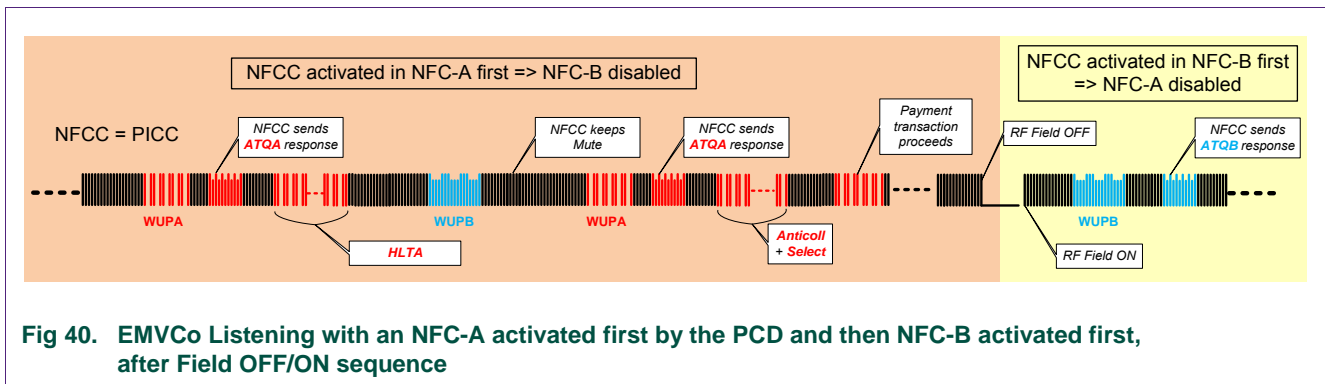 NFCC activated in NFC-A first => NFC-B disabled
NFCC activated in NFC-B first
=> NFC-A disabled
NFCC = PICC
NFCC sends
ATQA response
NFCC keeps
Mute
NFCC sends
ATQA response
Payment
transaction
proceeds
RF Field OFF
NFCC sends
ATQB response
WUPA
HLTA
WUPB
WUPA
Anticoll
+ Select
RF Field ON
WUPB
Fig 40. EMVCo Listening with an NFC-A activated first by the PCD and then NFC-B activated first,
after Field OFF/ON sequence